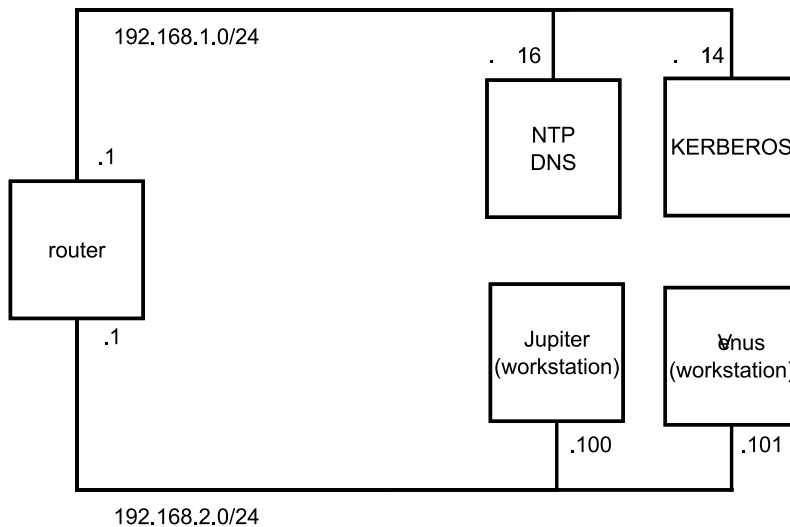 192.168.1.0/24
. 16
. 14
NTP
DNS
KERBEROS
.1
router
.1
Jupiter
(workstation)
Venus
(workstation)
.100
.101
192.168.2.0/24